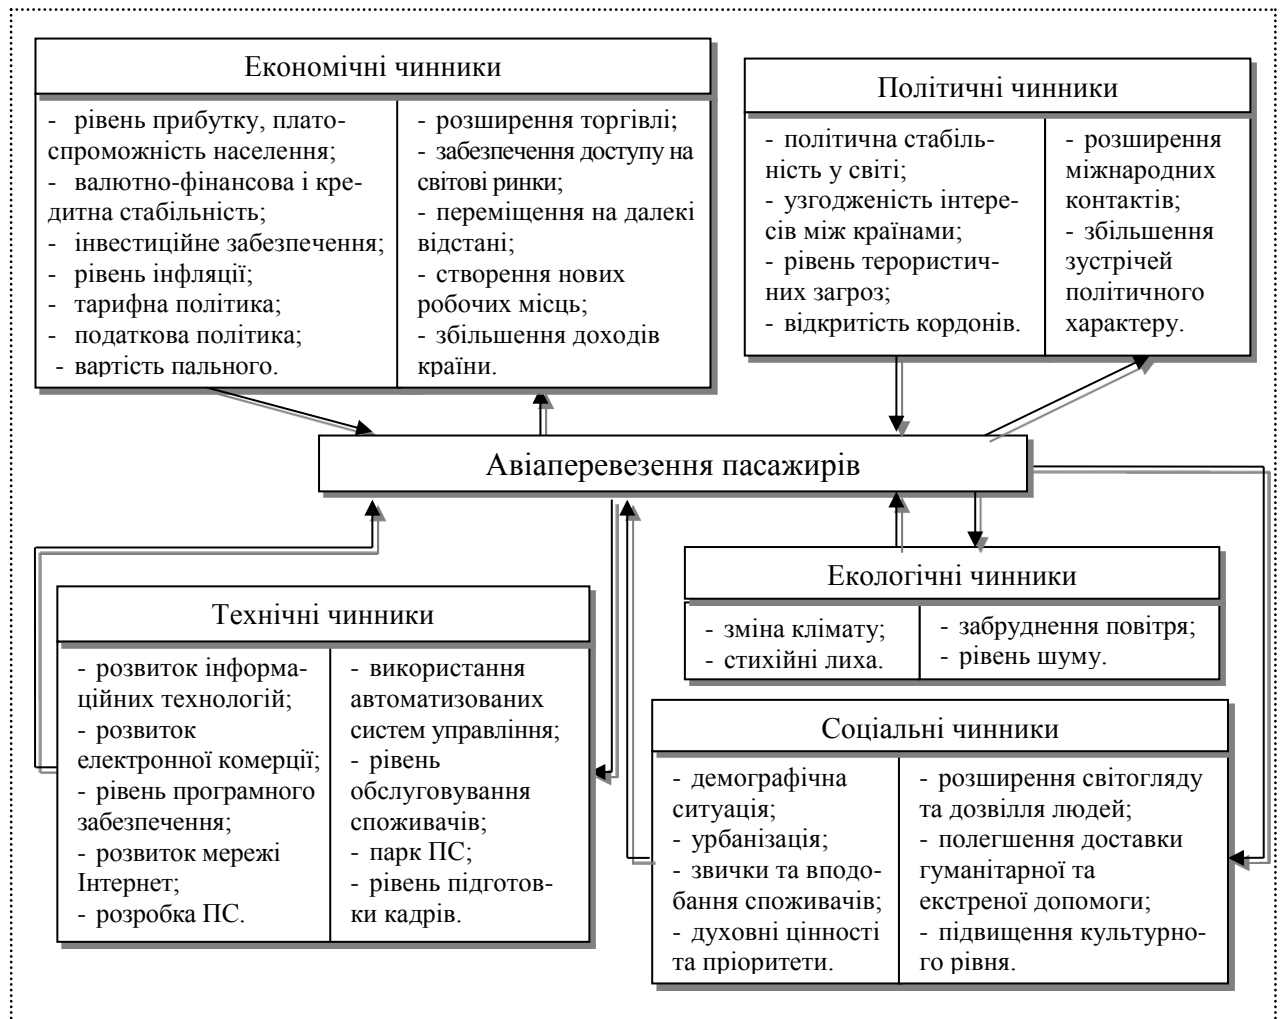 Економічні чинники
- рівень прибутку, плато-
спроможність населення;
- валютно-фінансова і кре-
дитна стабільність;
- інвестиційне забезпечення;
- рівень інфляції;
- тарифна політика;
- податкова політика;
- вартість пального.
- розширення торгівлі;
- забезпечення доступу на
світові ринки;
- переміщення на далекі
відстані;
- створення нових
робочих місць;
- збільшення доходів
країни.
Політичні чинники
- політична стабіль-
ність у світі;
- узгодженість інтере-
сів між країнами;
- рівень терористич-
них загроз;
- відкритість кордонів.
- розширення
міжнародних
контактів;
- збільшення
зустрічей
політичного
характеру.
Авіаперевезення пасажирів
Технічні чинники
- розвиток інформа-
ційних технологій;
- розвиток
електронної комерції;
- рівень програмного
забезпечення;
- розвиток мережі
Інтернет;
- розробка ПС.
- використання
автоматизованих
систем управління;
- рівень
обслуговування
споживачів;
- парк ПС;
- рівень підготов-
ки кадрів.
Екологічні чинники
- зміна клімату;
- стихійні лиха.
- забруднення повітря;
- рівень шуму.
Соціальні чинники
- демографічна
ситуація;
- урбанізація;
- звички та вподо-
бання споживачів;
- духовні цінності
та пріоритети.
- розширення світогляду
та дозвілля людей;
- полегшення доставки
гуманітарної та
екстреної допомоги;
- підвищення культурно-
го рівня.